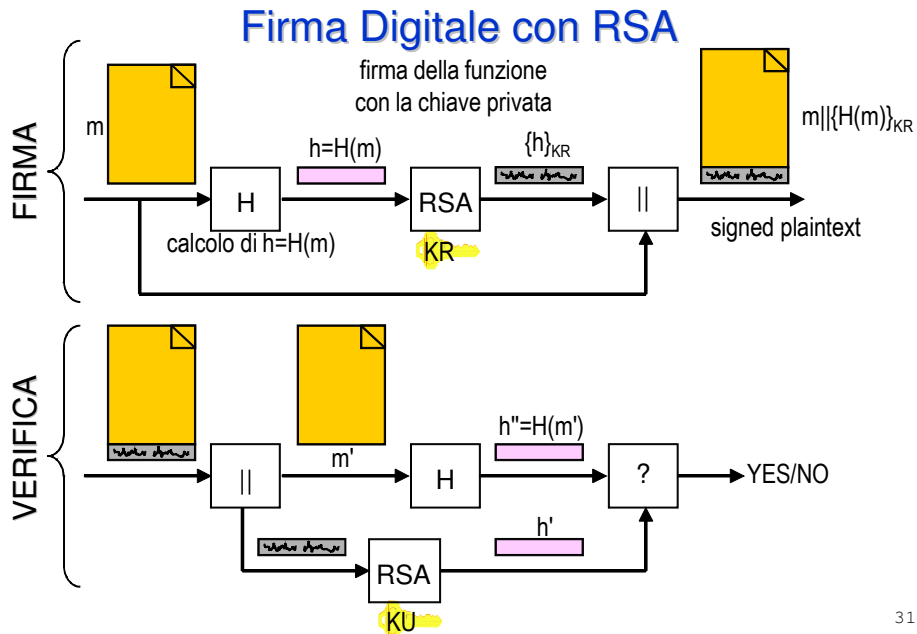 Firma Digitale con RSA
firma della funzione
con la chiave privata
FIRMA
m
h=H(m)
{h}KR
m||{H(m)}KR
H
RSA
||
calcolo di h=H(m)
KR
signed plaintext
VERIFICA
m'
h''=H(m')
||
H
?
YES/NO
h'
RSA
KU
31